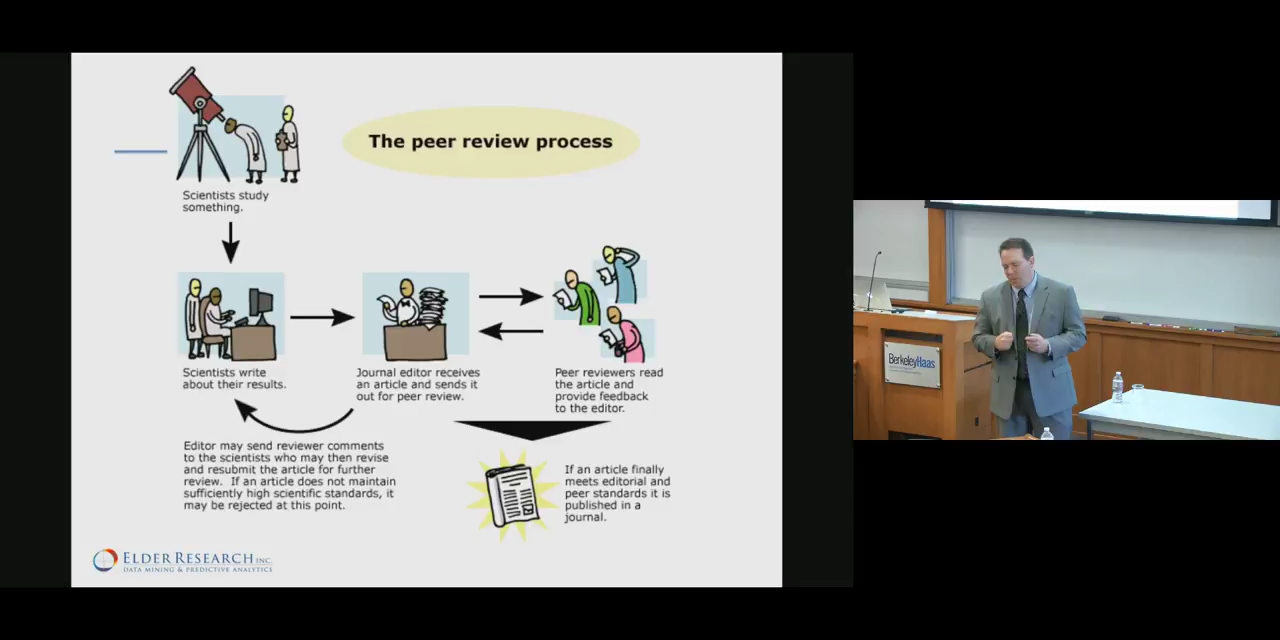 The peer review process
Scientists study
something.
Scientists write
about their results.
Journal editor receives
an article and sends it
out for peer review.
Peer reviewers read
the article and
provide feedback
to the editor.
Editor may send reviewer comments
to the scientists who may then revise
and resubmit the article for further
review. If an article does not maintain
sufficiently high scientific standards, it
may be rejected at this point.
If an article finally
meets editorial and
peer standards it is
published in a
journal.
ELDER RESEARCH INC.
DATA MINING & PREDICTIVE ANALYTICS
BerkeleyHaas